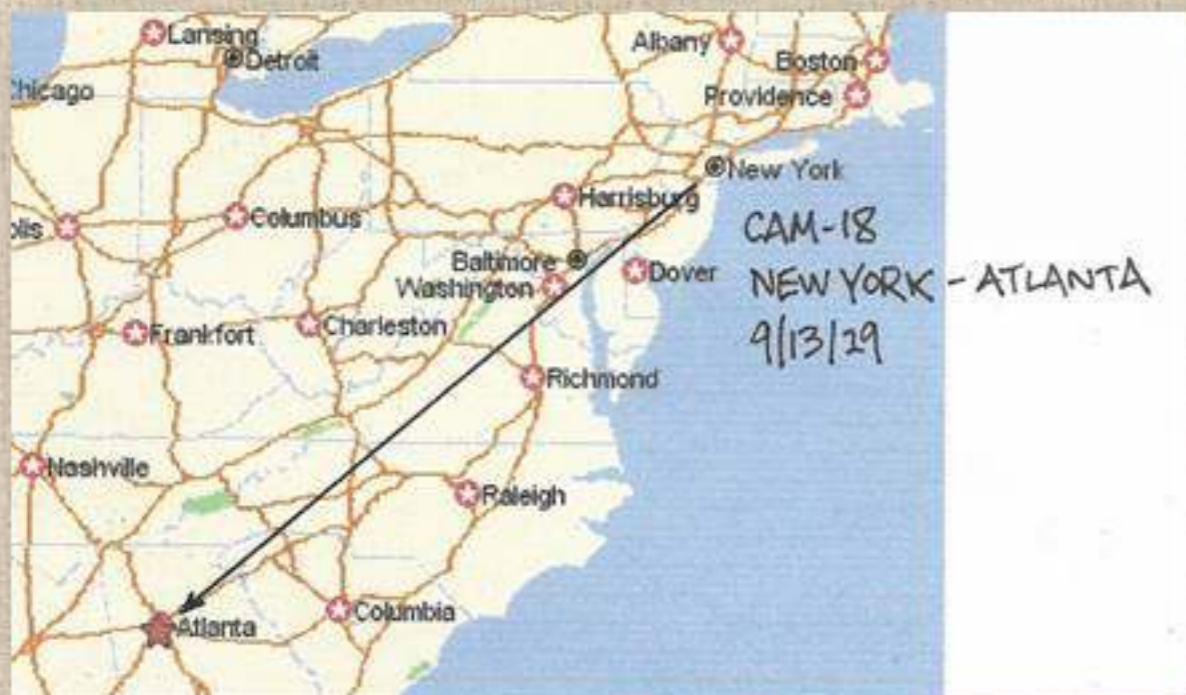 Lansing
Detroit
Albany
Boston
Chicago
Providence
New York
Harrisburg
Columbus
olis
CAM-18
Baltimore
Dover
Washington
NEW YORK - ATLANTA
Frankfort
Charleston
9/13/29
Richmond
Nashville
Raleigh
Columbia
Atlanta